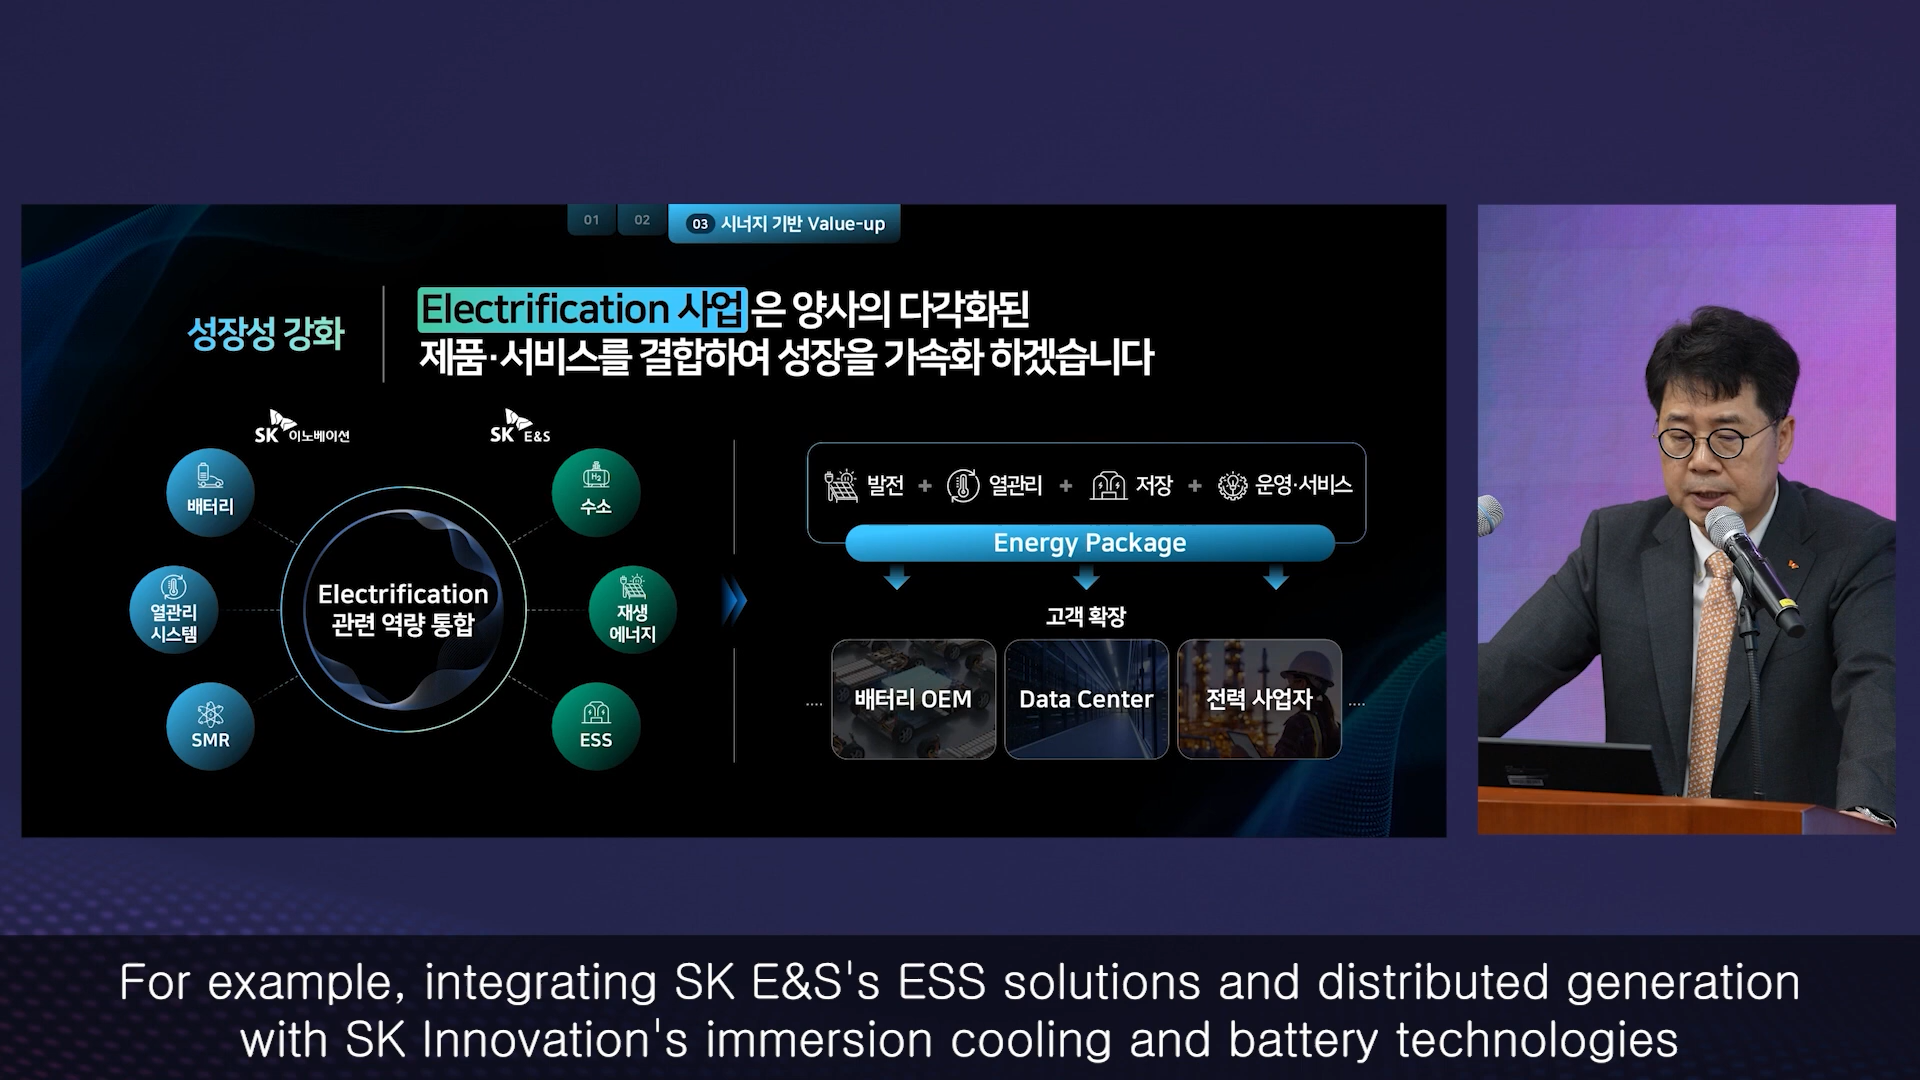 01
02
03 시너지 기반 Value-up
성장성 강화
Electrification 사업은 양사의 다각화된
제품·서비스를 결합하여 성장을 가속화 하겠습니다
SK 이노베이션
SK E&S
배터리
열관리
시스템
SMR
Electrification
관련 역량 통합
H2
수소
재생
에너지
ESS
발전 + 열관리 + 저장 + 운영·서비스
Energy Package
고객 확장
배터리 OEM
Data Center
전력 사업자
For example, integrating SK E&S's ESS solutions and distributed generation
with SK Innovation's immersion cooling and battery technologies